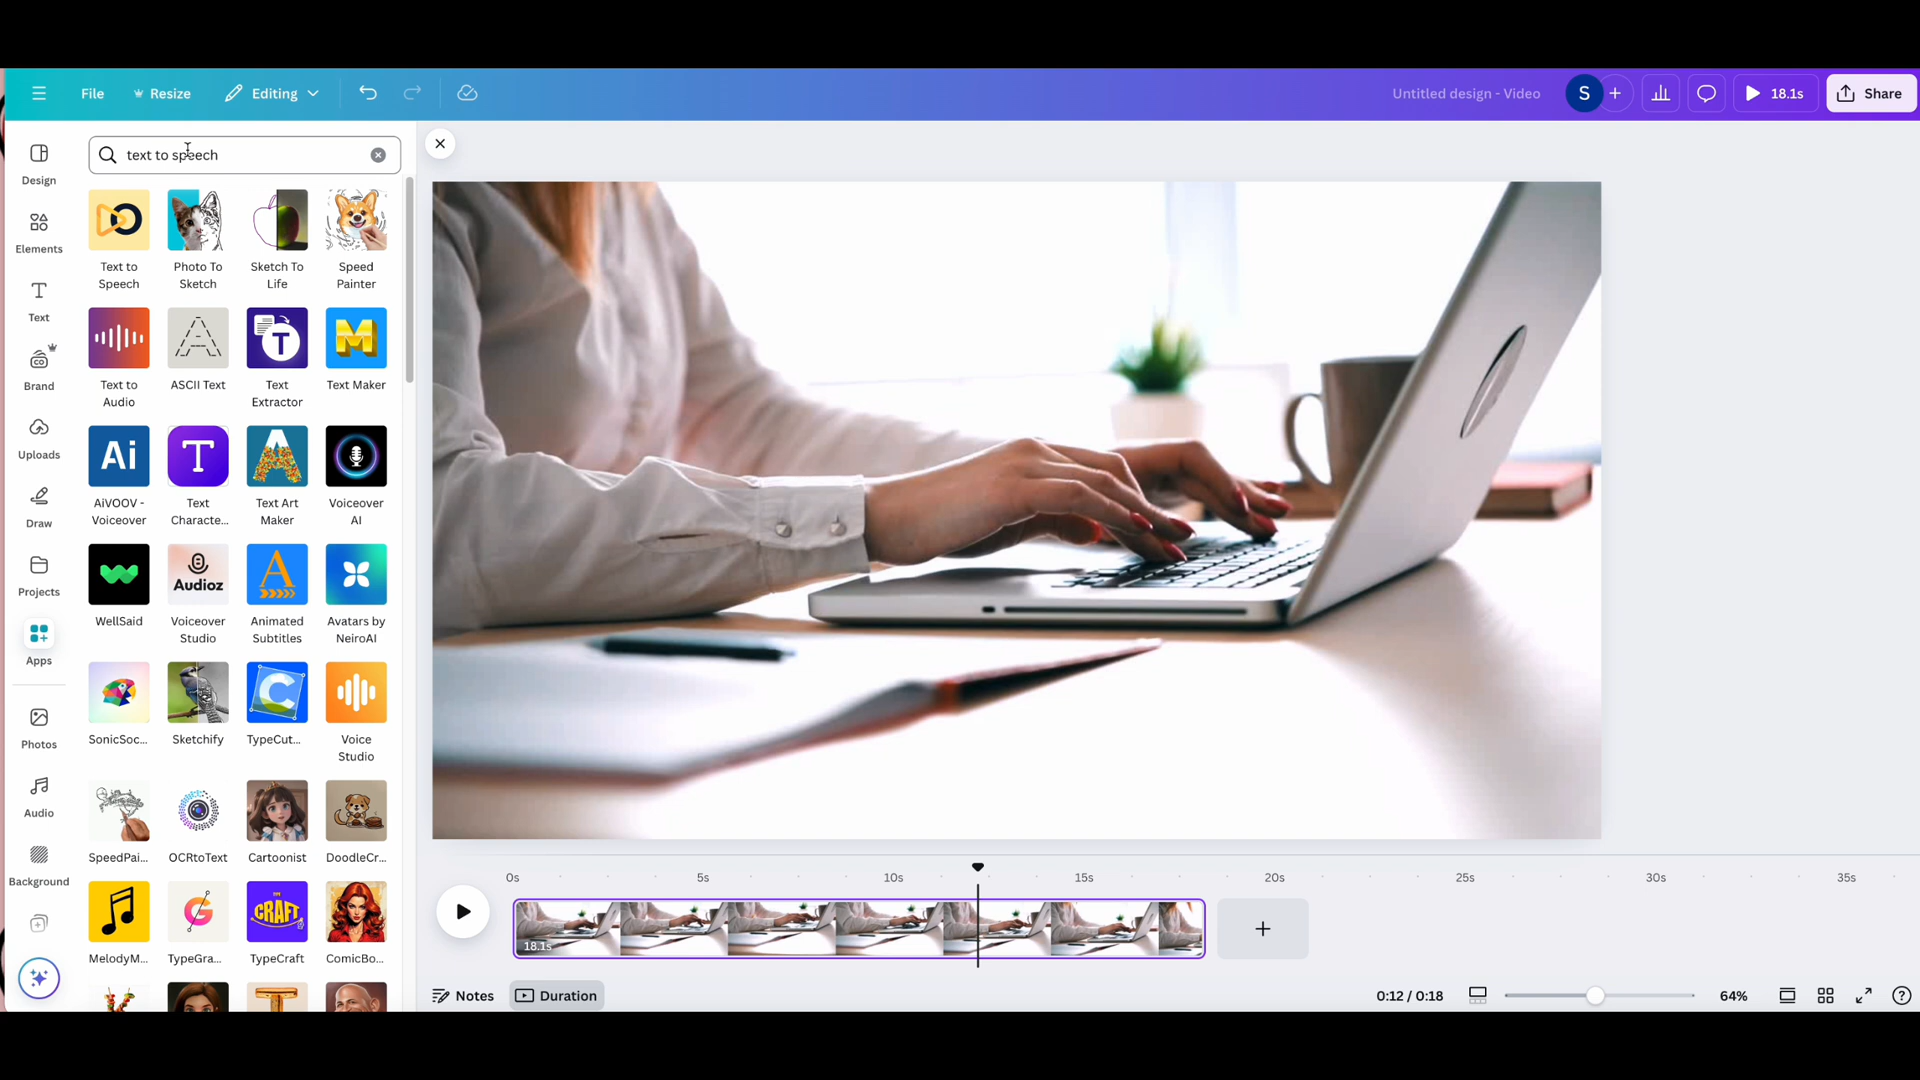 File
Resize
Editing
Untitled design - Video
S
18.1s
Share
Design
Elements
Text
Brand
Uploads
Draw
Projects
Apps
Photos
Audio
Background
text to speech
Text to
Speech
Photo To
Sketch
Sketch To
Life
Speed
Painter
Text to
Audio
ASCII Text
T
Text
Extractor
M
Text Maker
Ai
AiVOOV -
Voiceover
T
Text
Characte...
A
Text Art
Maker
Voiceover
AI
WellSaid
Audioz
Voiceover
Studio
A
Animated
Subtitles
Avatars by
NeiroAI
SonicSoc...
Sketchify
C
TypeCut...
Voice
Studio
SpeedPai...
OCRtoText
Cartoonist
DoodleCr...
MelodyM...
G
TypeGra...
CRAFT
TypeCraft
ComicBo...
0s
5s
10s
15s
20s
25s
30s
35s
18.1s
Notes
Duration
0:12 / 0:18
64%